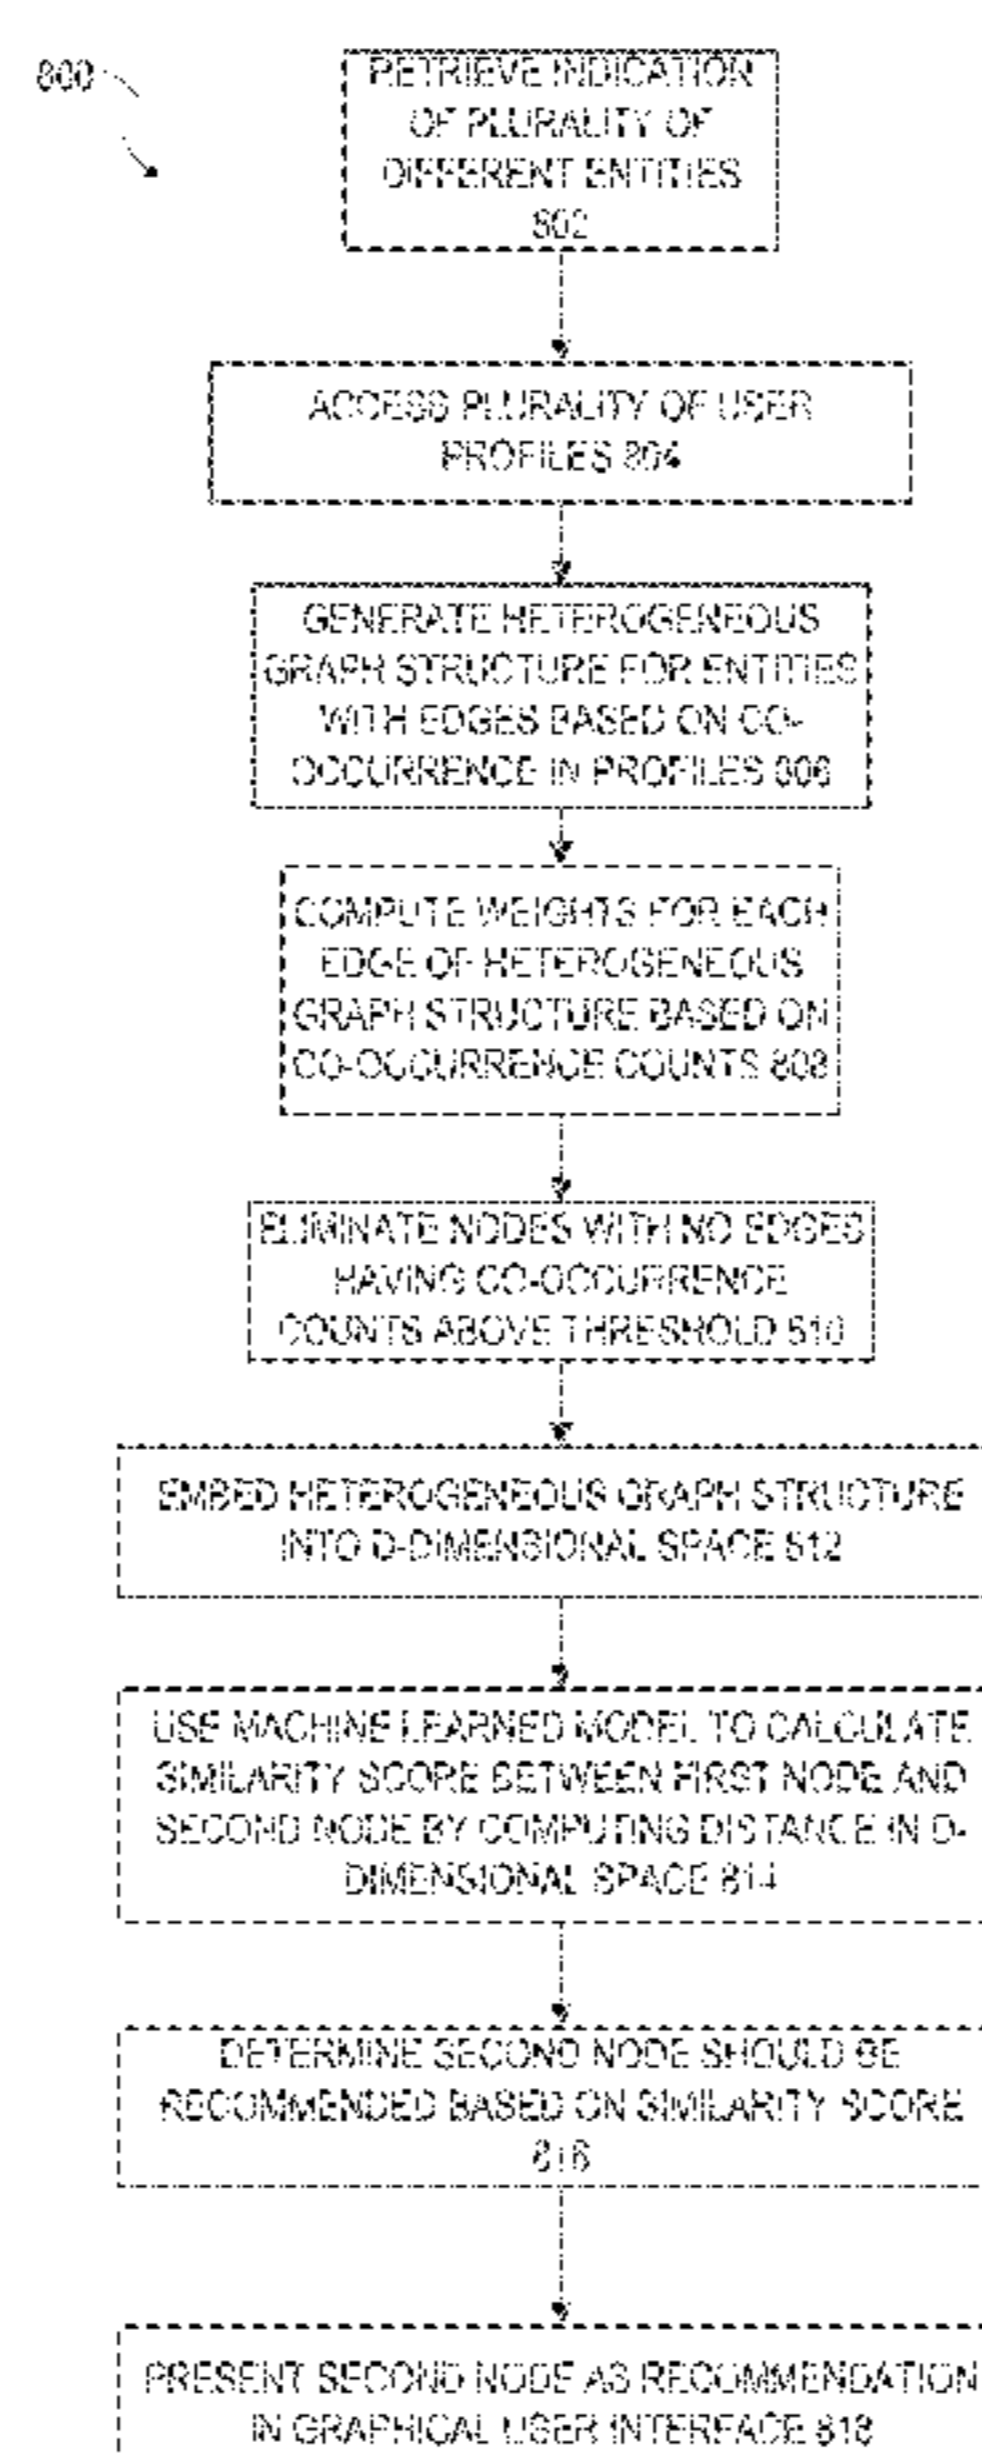 800
RETRIEVE INDICATION
OF PLURALITY OF
DIFFERENT ENTITIES
802
ACCESS PLURALITY OF USER
PROFILES 804
GENERATE HETEROGENEOUS
GRAPH STRUCTURE FOR ENTITIES
WITH EDGES BASED ON CO-
OCCURRENCE IN PROFILES 806
COMPUTE WEIGHTS FOR EACH
EDGE OF HETEROGENEOUS
GRAPH STRUCTURE BASED ON
CO-OCCURRENCE COUNTS 808
ELIMINATE NODES WITH NO EDGES
HAVING CO-OCCURRENCE
COUNTS ABOVE THRESHOLD 810
EMBED HETEROGENEOUS GRAPH STRUCTURE
INTO D-DIMENSIONAL SPACE 812
USE MACHINE LEARNED MODEL TO CALCULATE
SIMILARITY SCORE BETWEEN FIRST NODE AND
SECOND NODE BY COMPUTING DISTANCE IN D-
DIMENSIONAL SPACE 814
DETERMINE SECOND NODE SHOULD BE
RECOMMENDED BASED ON SIMILARITY SCORE
816
PRESENT SECOND NODE AS RECOMMENDATION
IN GRAPHICAL USER INTERFACE 818